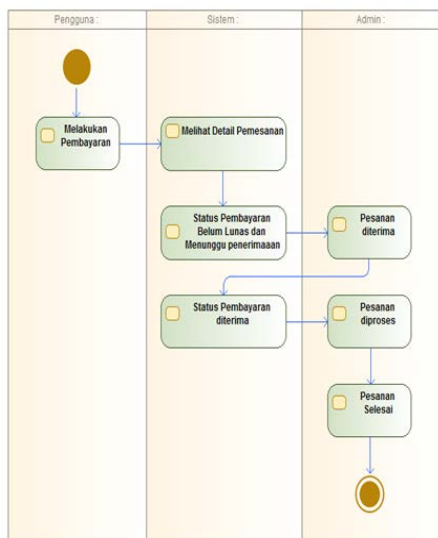 Pengguna :
Sistem :
Admin :
Melakukan
Pembayaran
Melihat Detail Pemesanan
Status Pembayaran
Belum Lunas dan
Menunggu penerimaaan
Pesanan
diterima
Status Pembayaran
diterima
Pesanan
diproses
Pesanan
Selesai